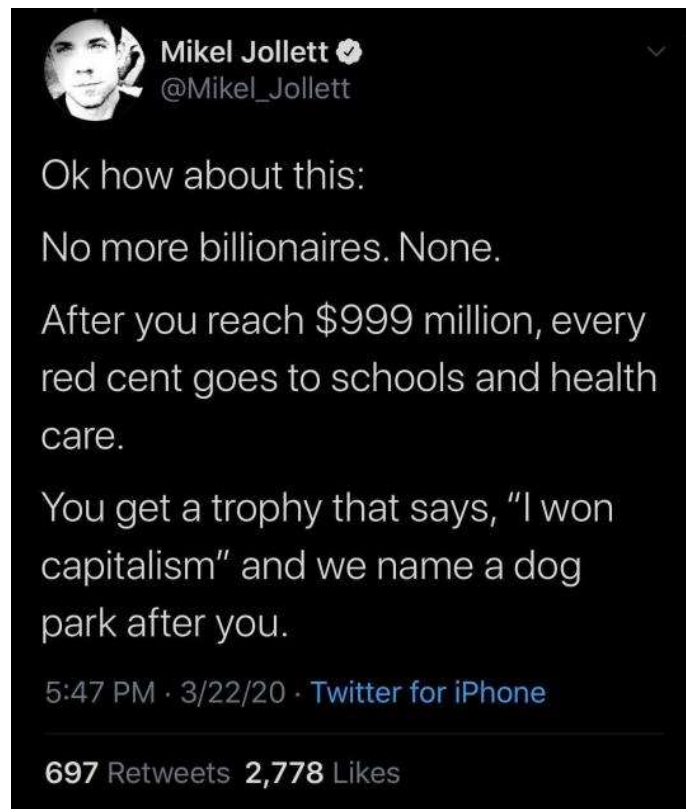 Mikel Jollett
@Mikel_Jollett
Ok how about this:
No more billionaires. None.
After you reach $999 million, every
red cent goes to schools and health
care.
You get a trophy that says, "I won
capitalism" and we name a dog
park after you.
5:47 PM · 3/22/20 · Twitter for iPhone
697 Retweets 2,778 Likes